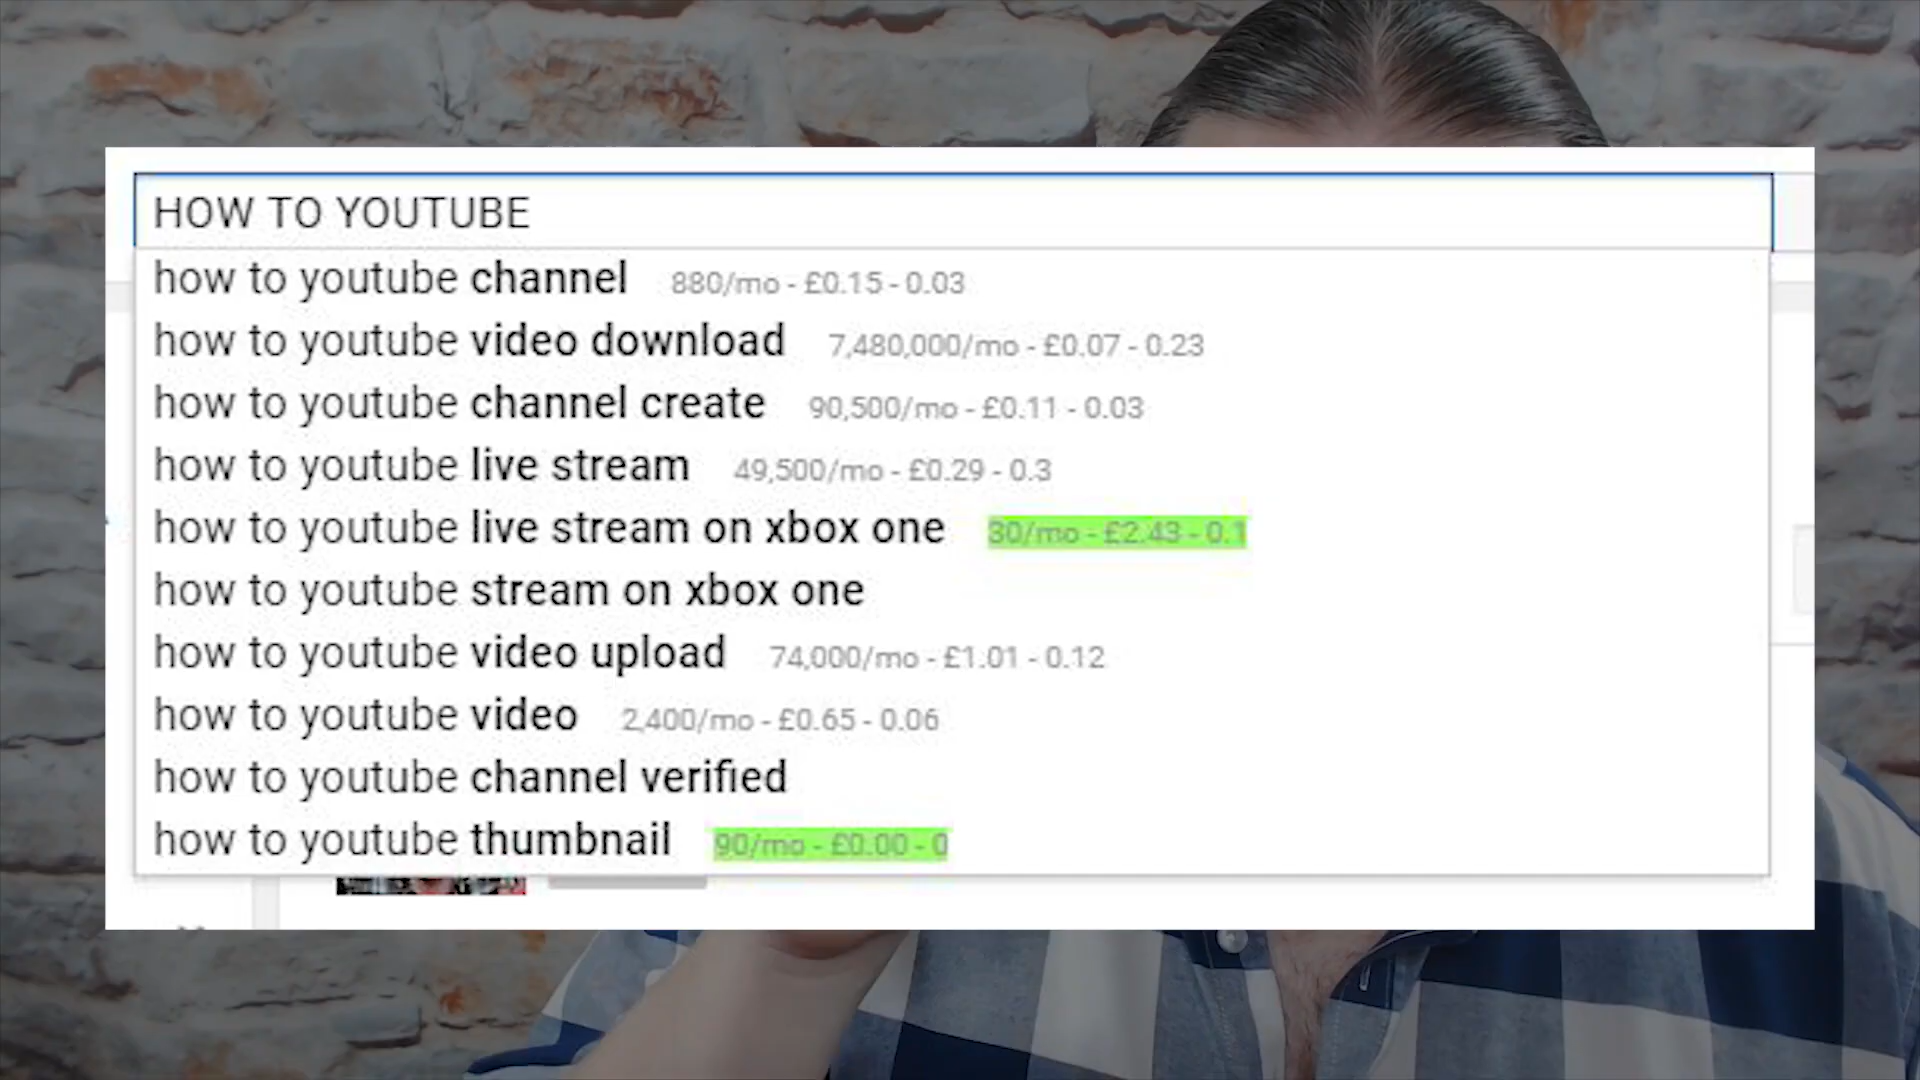 HOW TO YOUTUBE
how to youtube channel 880/mo - £0.15 - 0.03
how to youtube video download 7,480,000/mo - £0.07 - 0.23
how to youtube channel create 90,500/mo - £0.11 - 0.03
how to youtube live stream 49,500/mo - £0.29 - 0.3
how to youtube live stream on xbox one 30/mo - £2.43 - 0.1
how to youtube stream on xbox one
how to youtube video upload 74,000/mo - £1.01 - 0.12
how to youtube video 2,400/mo - £0.65 - 0.06
how to youtube channel verified
how to youtube thumbnail 90/mo - £0.00 - 0